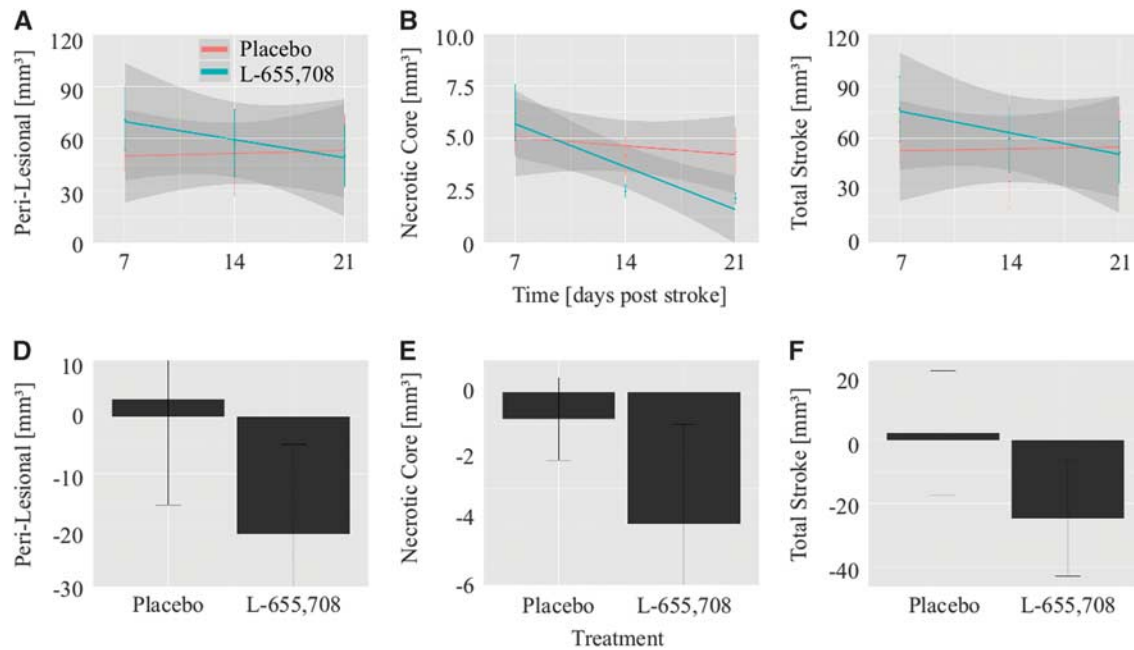 A
B
C
Peri-Lesional [mm³]
120
90
60
30
0
Placebo
L-655,708
7
14
21
Necrotic Core [mm³]
10.0
7.5
5.0
2.5
0
7
14
21
Total Stroke [mm³]
120
90
60
30
0
7
14
21
Time [days post stroke]
D
E
F
Peri-Lesional [mm³]
10
0
-10
-20
-30
Placebo
L-655,708
Necrotic Core [mm³]
0
-2
-4
-6
Placebo
L-655,708
Total Stroke [mm³]
20
0
-20
-40
Placebo
L-655,708
Treatment